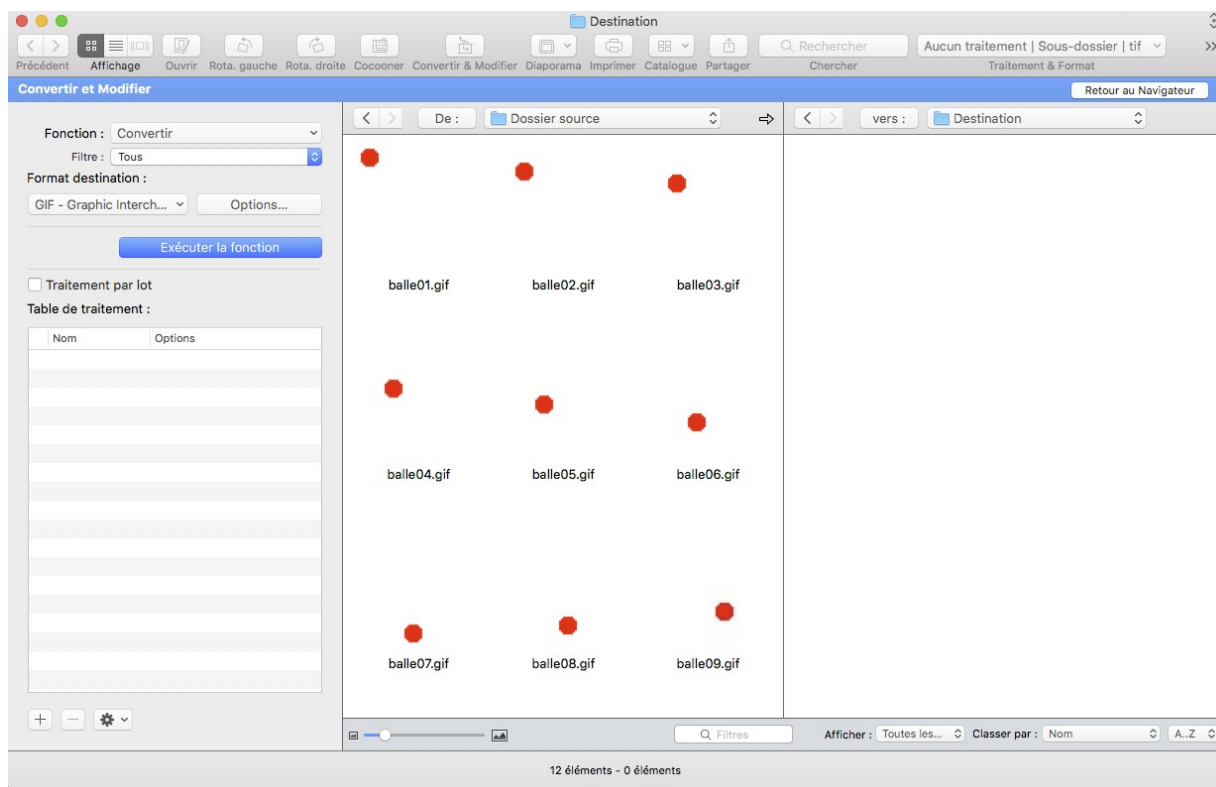 Destination
Rechercher
Aucun traitement | Sous-dossier | tif
Précédent Affichage Ouvrir Rota. gauche Rota. droite Cocooner Convertir & Modifier Diaporama Imprimer Catalogue Partager Chercher Traitement & Format
Convertir et Modifier
Retour au Navigateur
Fonction : Convertir
Filtre : Tous
Format destination :
GIF - Graphic Interch... Options...
Exécuter la fonction
Traitement par lot
Table de traitement :
Nom Options
De : Dossier source
vers : Destination
balle01.gif balle02.gif balle03.gif
balle04.gif balle05.gif balle06.gif
balle07.gif balle08.gif balle09.gif
Filtres
Afficher : Toutes les... Classer par : Nom A..Z
12 éléments - 0 éléments